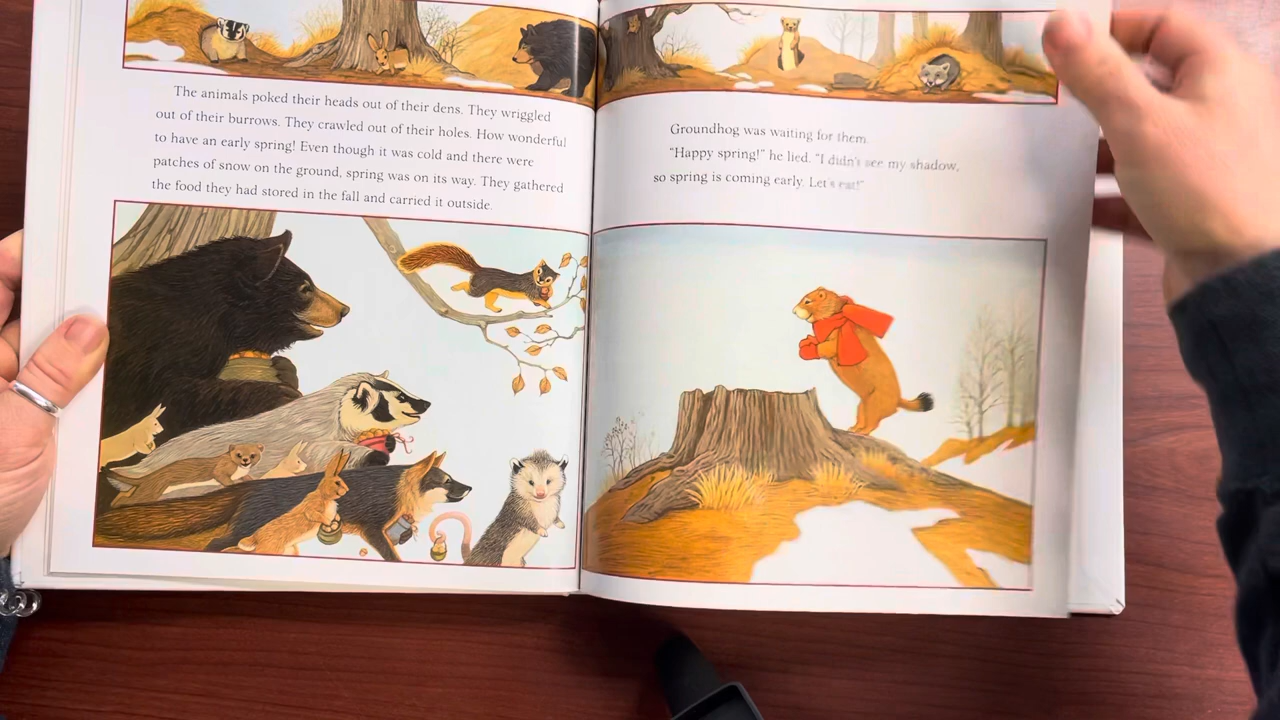 The animals poked their heads out of their dens. They wriggled
out of their burrows. They crawled out of their holes. How wonderful
to have an early spring! Even though it was cold and there were
patches of snow on the ground, spring was on its way. They gathered
the food they had stored in the fall and carried it outside.
Groundhog was waiting for them.
"Happy spring!" he lied. "I didn't see my shadow,
so spring is coming early. Let's eat!"